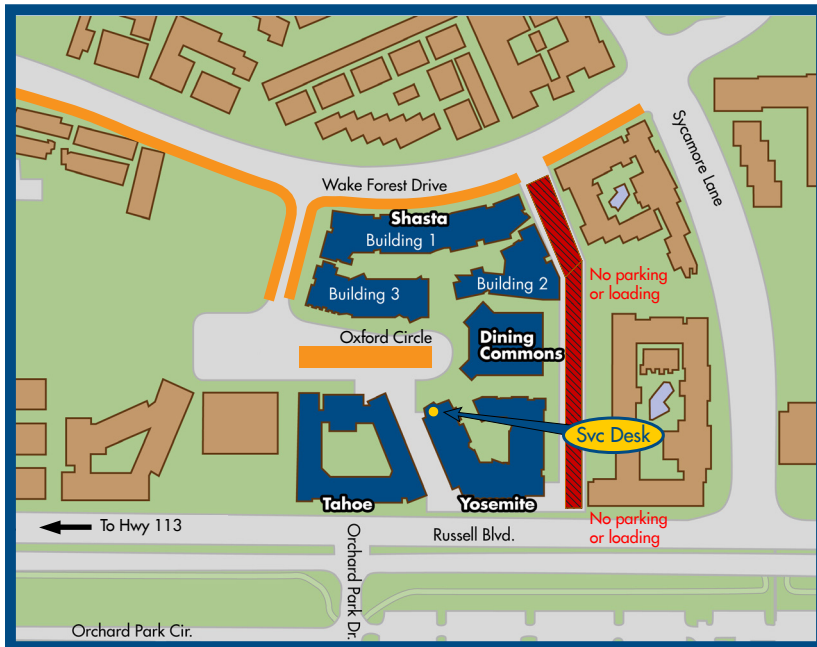 Sycamore Lane
Wake Forest Drive
Shasta
Building 1
No parking
or loading
Building 2
Building 3
Oxford Circle
Dining
Commons
Svc Desk
Tahoe
Yosemite
No parking
or loading
To Hwy 113
Russell Blvd.
Orchard Park Dr.
Orchard Park Cir.